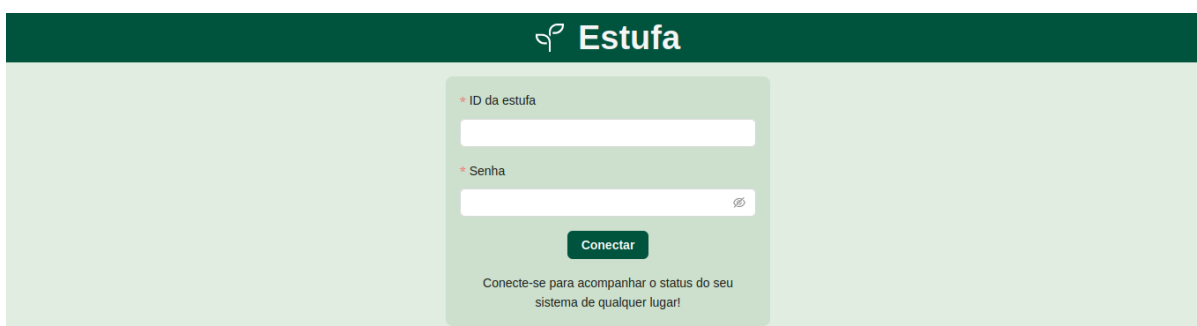 Estufa
* ID da estufa
* Senha
Conectar
Conecte-se para acompanhar o status do seu
sistema de qualquer lugar!